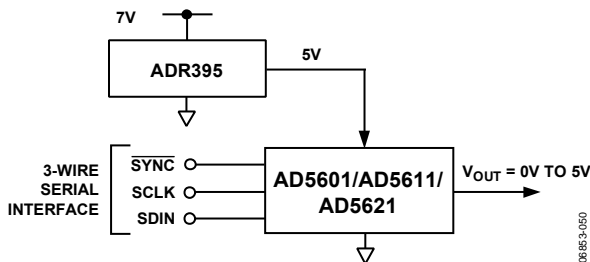 7V
ADR395
5V
3-WIRE
SERIAL
INTERFACE
SYNC
SCLK
SDIN
AD5601/AD5611/
AD5621
VOUT = 0V TO 5V
06853-050